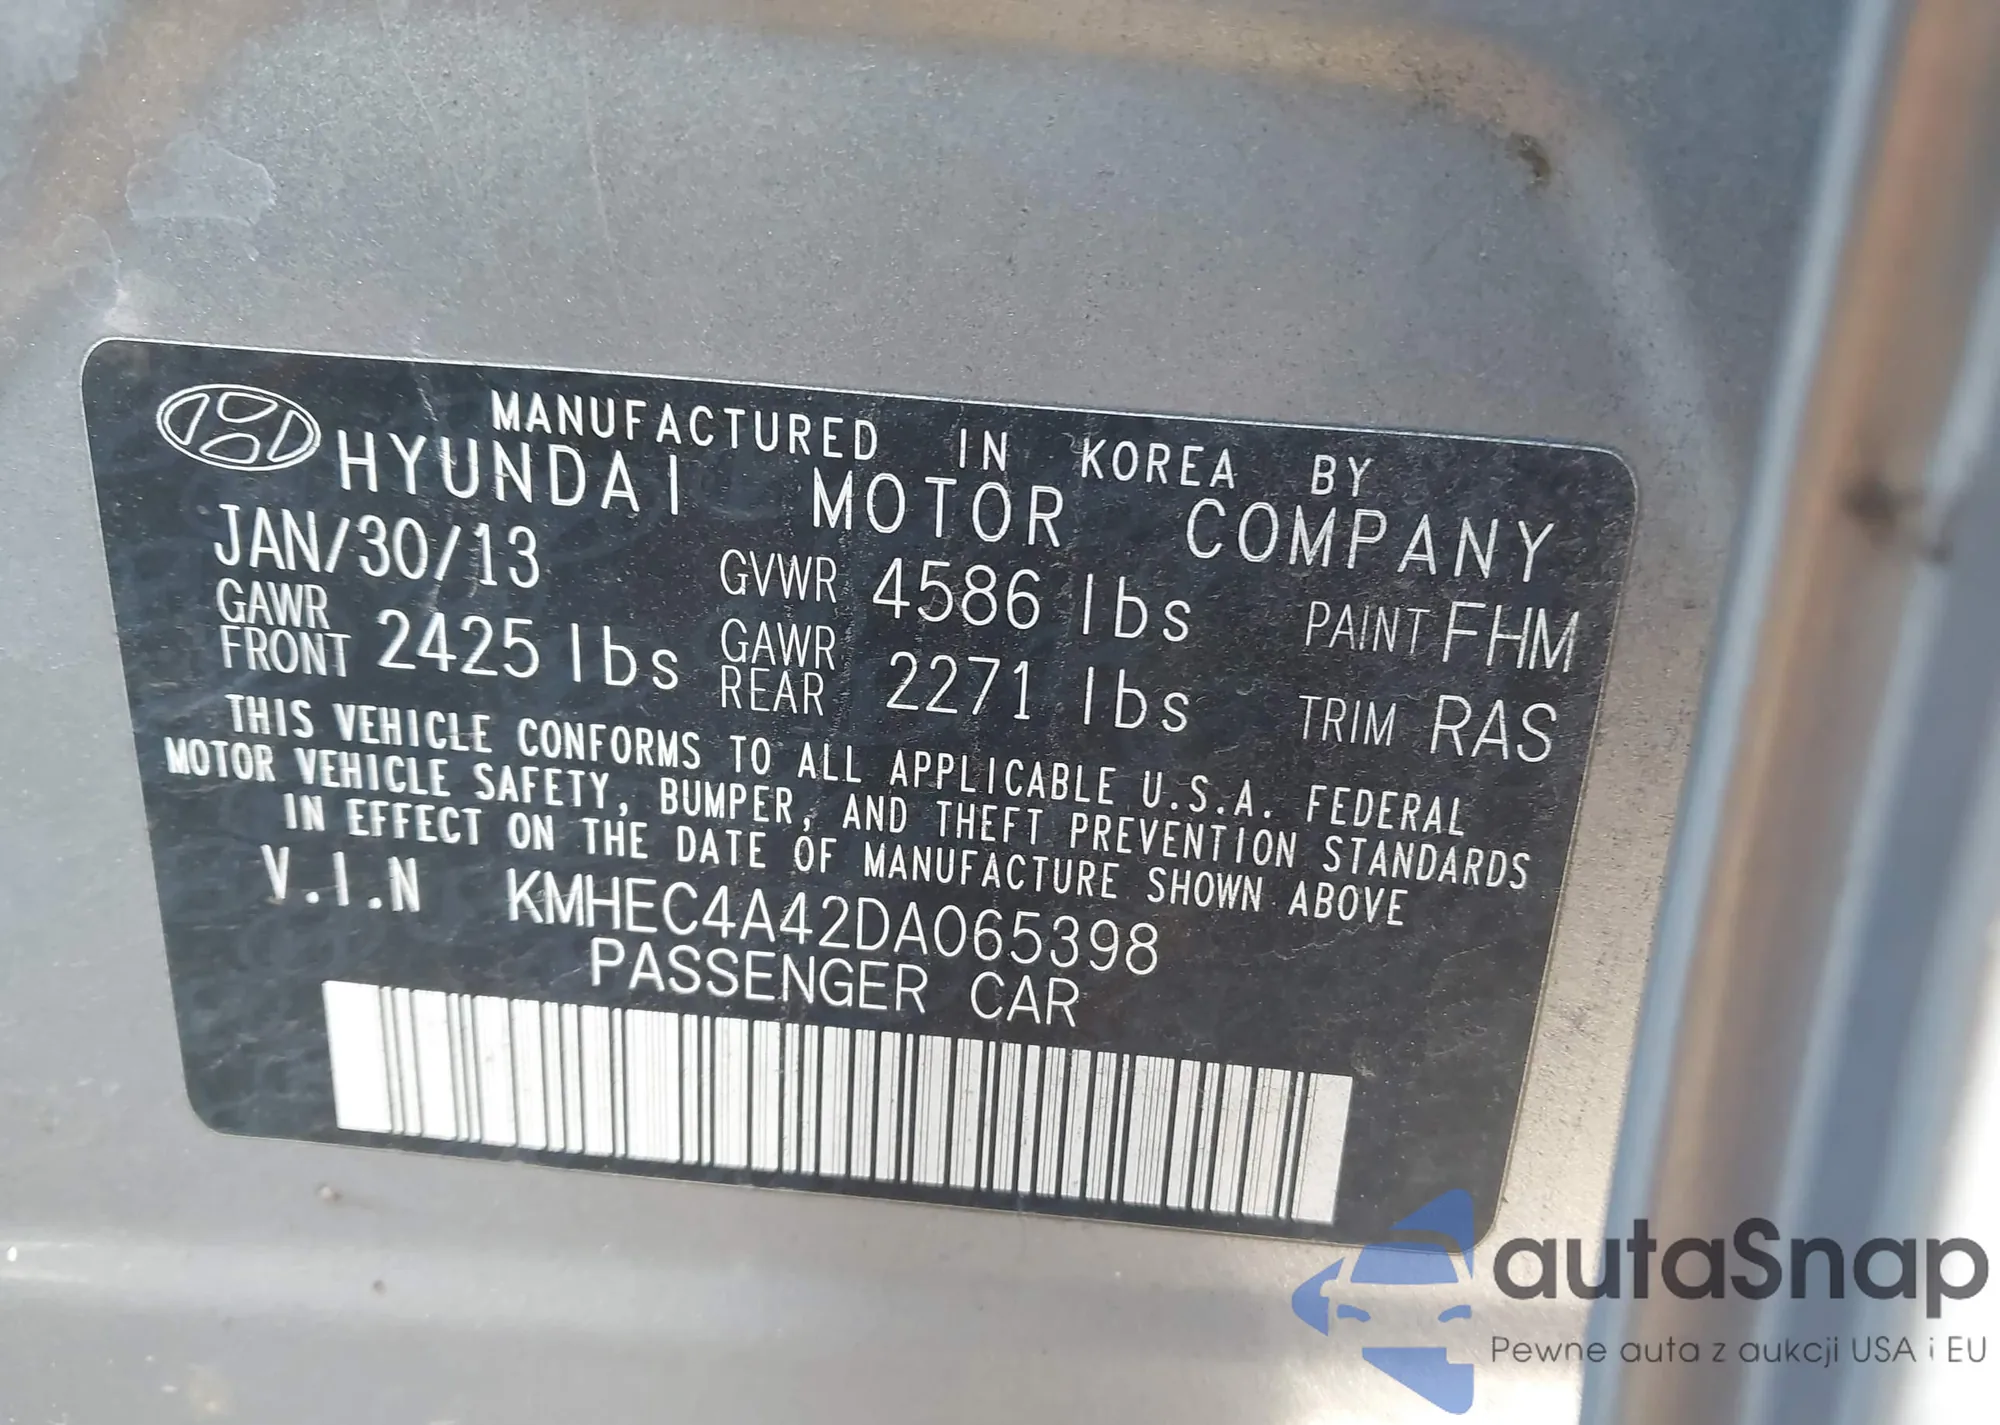 MANUFACTURED IN KOREA BY
HYUNDAI MOTOR COMPANY
JAN/30/13 GVWR 4586 lbs PAINT FHM
GAWR FRONT 2425 lbs GAWR REAR 2271 lbs TRIM RAS
THIS VEHICLE CONFORMS TO ALL APPLICABLE U.S.A. FEDERAL
MOTOR VEHICLE SAFETY, BUMPER, AND THEFT PREVENTION STANDARDS
IN EFFECT ON THE DATE OF MANUFACTURE SHOWN ABOVE
V.I.N KMHEC4A42DA065398
PASSENGER CAR
autaSnap
Pewne auta z aukcji USA i EU